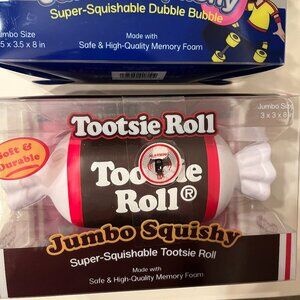 Super-Squishable Dubble Bubble
umbo Size
5 x 3.5 x 8 in
Made with
Safe & High-Quality Memory Foam
Tootsie Roll
Jumbo Size
3 x 3 x 8 in
Soft &
Durable
Tootsie
Roll®
Jumbo Squishy
Super-Squishable Tootsie Roll
Made with
Safe & High-Quality Memory Foam